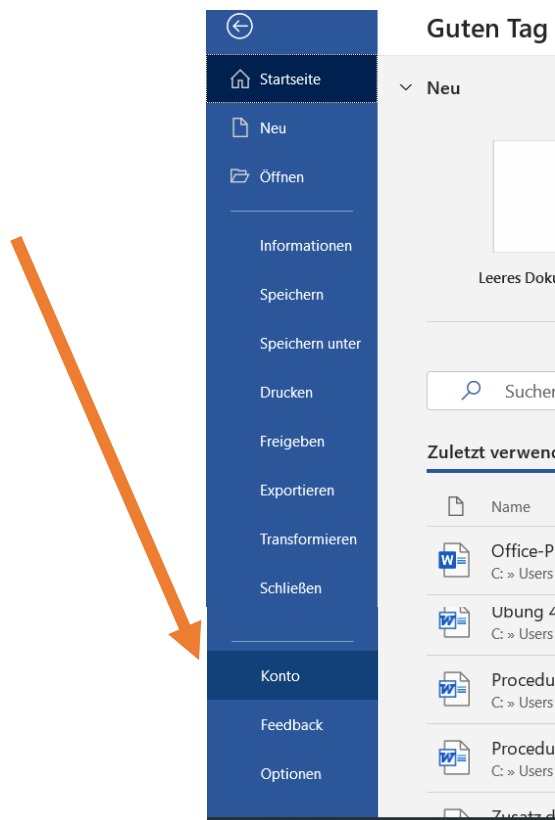 Guten Tag
Startseite
Neu
Öffnen
Informationen
Speichern
Speichern unter
Drucken
Freigeben
Exportieren
Transformieren
Schließen
Konto
Feedback
Optionen
Neu
Leeres Doku
Suchen
Zuletzt verwend
Name
Office-P
C: » Users
Übung 4
C: » Users
Procedu
C: » Users
Procedu
C: » Users
Zusatz d